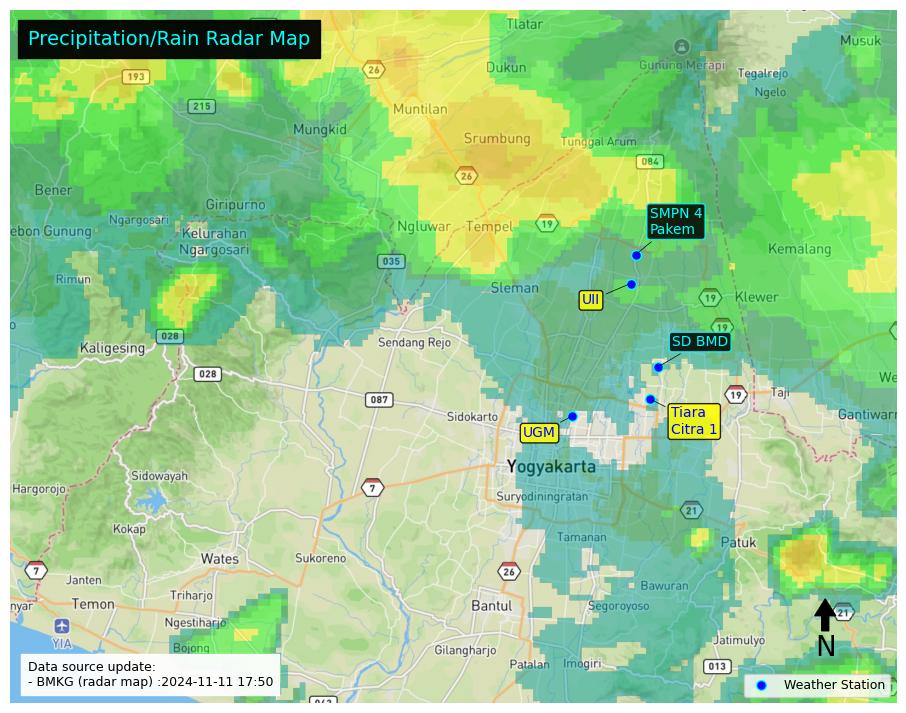 Precipitation/Rain Radar Map
Tlatar
Musuk
Gunung Merapi
Dukun
26
193
Tegalrejo
Ngelo
215
Muntilan
Mungkid
Srumbung
Tunggal Arum
084
26
Bener
Giripurno
SMPN 4
Pakem
Ngargosari
Ngluwar
Tempel
19
ebon Gunung
Kelurahan
Ngargosari
Kemalang
035
Rimun
Sleman
UII
19
Klewer
19
028
Kaligesing
Sendang Rejo
SD BMD
028
We
087
19
Taji
Sidokarto
Tiara
Citra 1
Gantiwarn
UGM
Yogyakarta
Sidowayah
7
Hargorojo
Suryodiningratan
21
Kokap
Tamanan
Patuk
Wates
Sukoreno
7
26
Janten
Bawuran
Triharjo
nyar
Temon
Bantul
Segoroyoso
21
Ngestiharjo
YIA
N
Bojong
Gilangharjo
Jatimulyo
Patalan
Imogiri
013
Data source update:
- BMKG (radar map) :2024-11-11 17:50
Weather Station